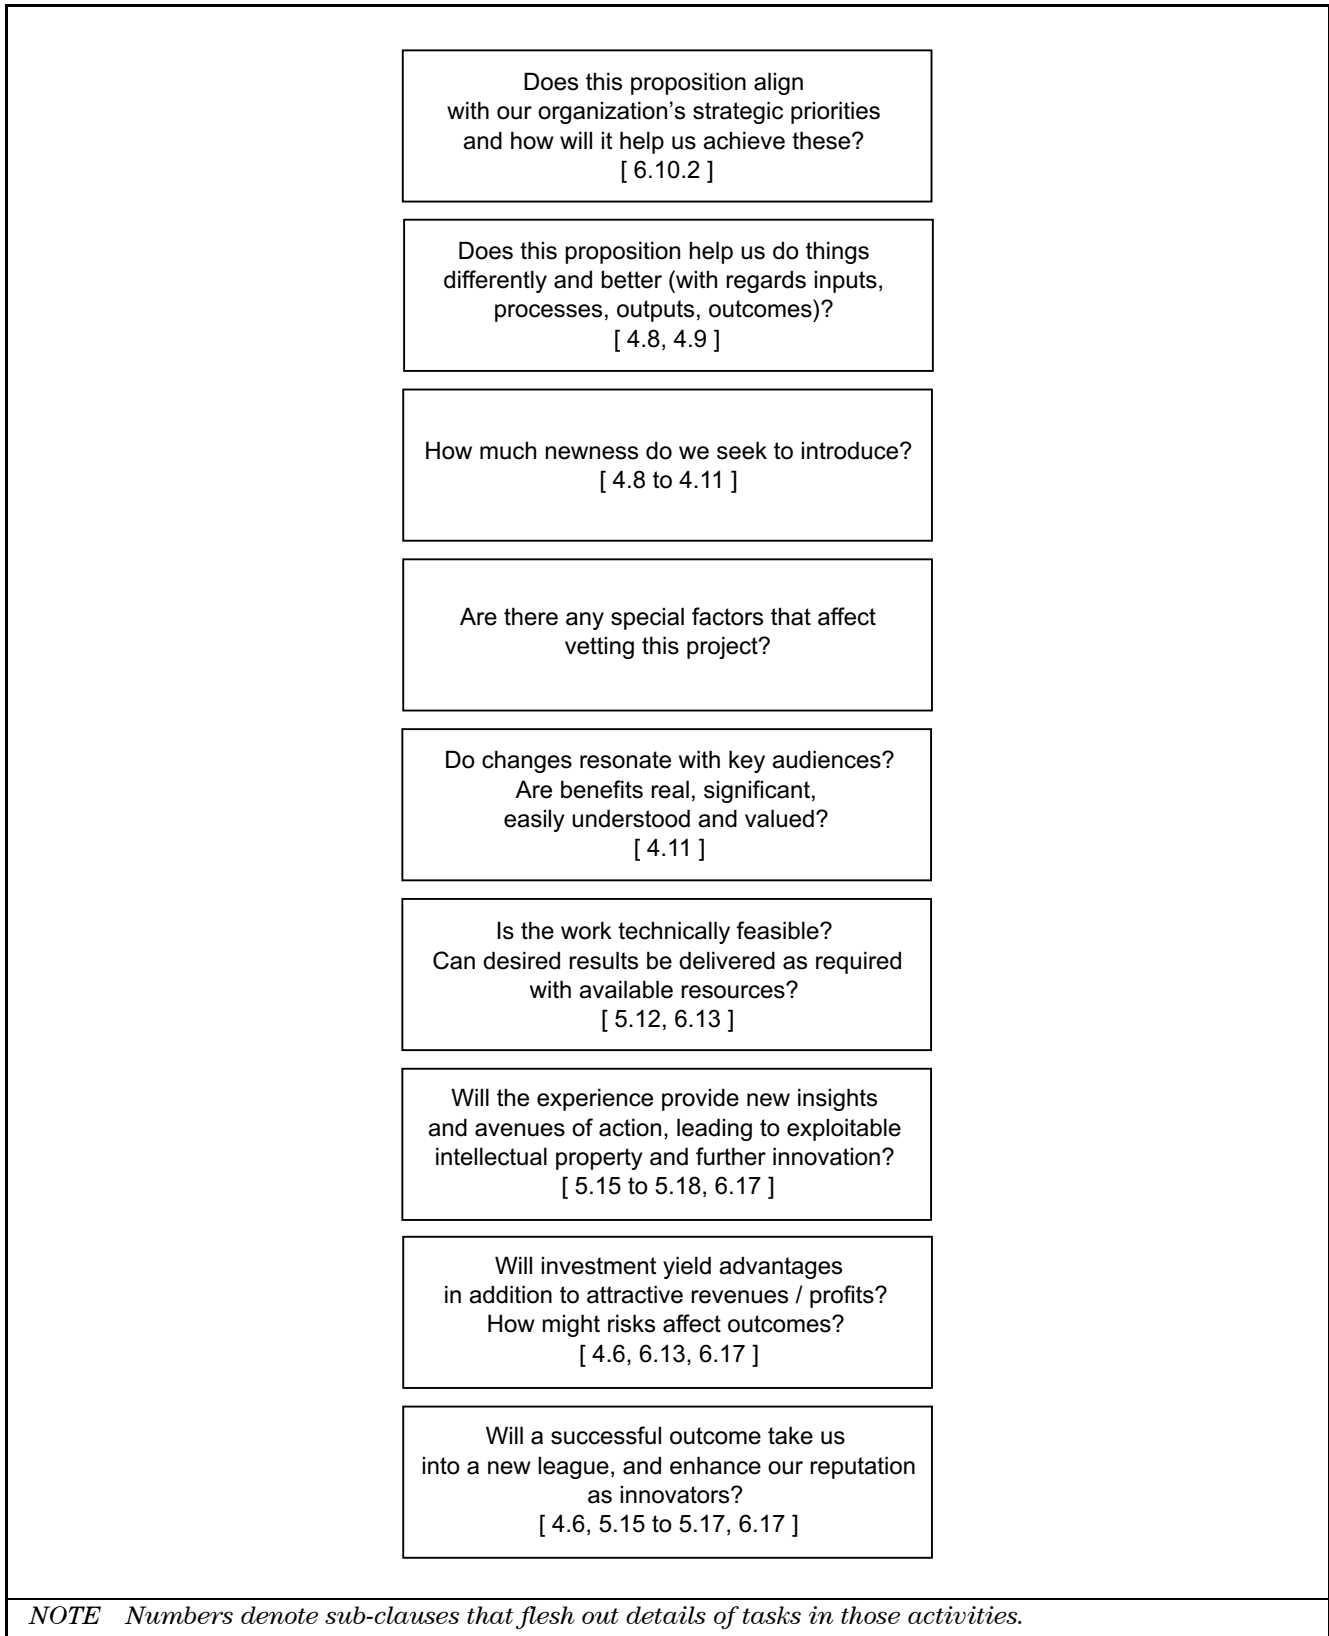 Does this proposition align
with our organization’s strategic priorities
and how will it help us achieve these?
[ 6.10.2 ]
Does this proposition help us do things
differently and better (with regards inputs,
processes, outputs, outcomes)?
[ 4.8, 4.9 ]
How much newness do we seek to introduce?
[ 4.8 to 4.11 ]
Are there any special factors that affect
vetting this project?
Do changes resonate with key audiences?
Are benefits real, significant,
easily understood and valued?
[ 4.11 ]
Is the work technically feasible?
Can desired results be delivered as required
with available resources?
[ 5.12, 6.13 ]
Will the experience provide new insights
and avenues of action, leading to exploitable
intellectual property and further innovation?
[ 5.15 to 5.18, 6.17 ]
Will investment yield advantages
in addition to attractive revenues / profits?
How might risks affect outcomes?
[ 4.6, 6.13, 6.17 ]
Will a successful outcome take us
into a new league, and enhance our reputation
as innovators?
[ 4.6, 5.15 to 5.17, 6.17 ]
NOTE Numbers denote sub-clauses that flesh out details of tasks in those activities.